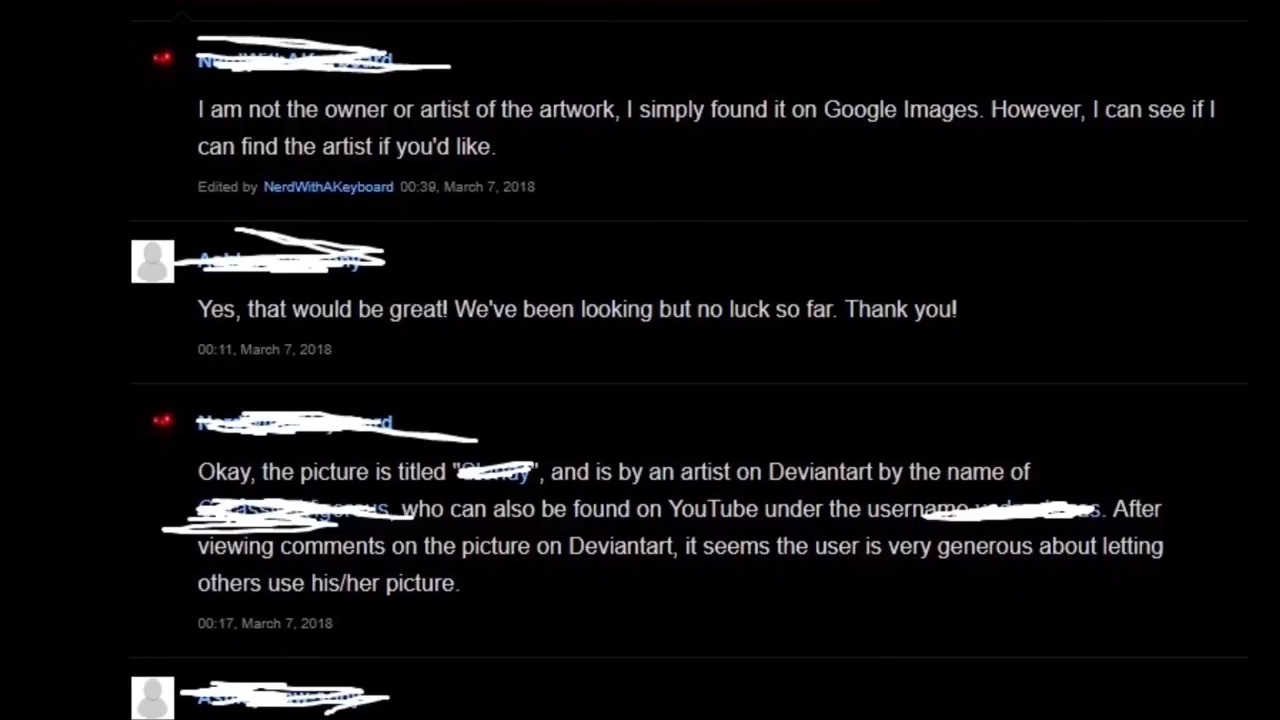 I am not the owner or artist of the artwork, I simply found it on Google Images. However, I can see if I
can find the artist if you'd like.
Edited by NerdWithAKeyboard 00:39, March 7, 2018
Yes, that would be great! We've been looking but no luck so far. Thank you!
00:11, March 7, 2018
Okay, the picture is titled "", and is by an artist on Deviantart by the name of
, who can also be found on YouTube under the username . After
viewing comments on the picture on Deviantart, it seems the user is very generous about letting
others use his/her picture.
00:17, March 7, 2018